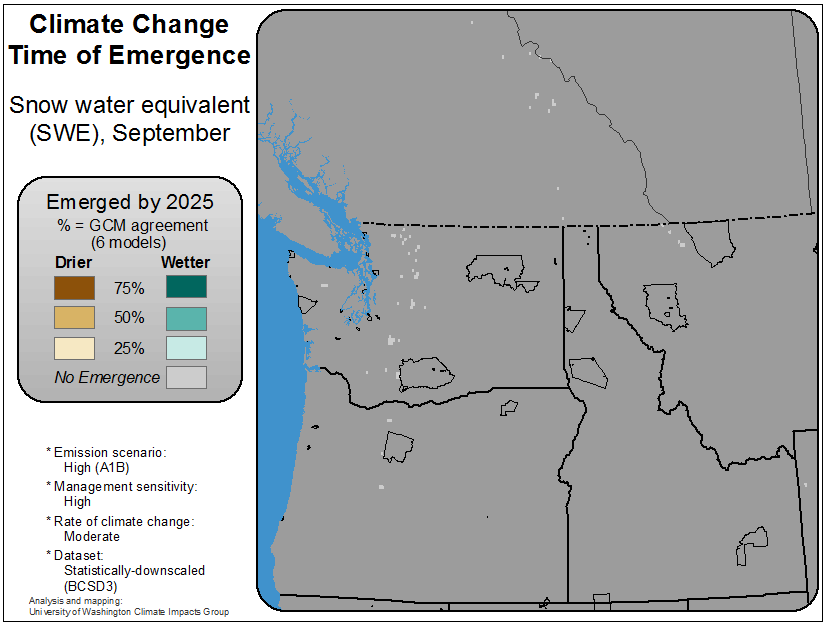 Climate Change
Time of Emergence
Snow water equivalent
(SWE), September
Emerged by 2025
% = GCM agreement
(6 models)
Drier Wetter
75%
50%
25%
No Emergence
* Emission scenario:
High (A1B)
* Management sensitivity:
High
* Rate of climate change:
Moderate
* Dataset:
Statistically-downscaled
(BCSD3)
Analysis and mapping:
University of Washington Climate Impacts Group